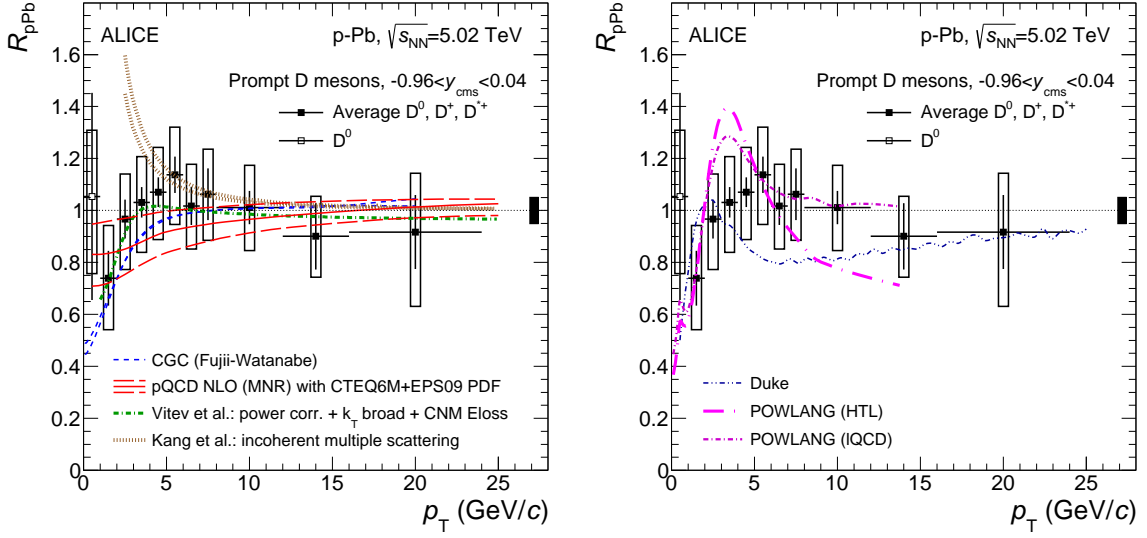 R_pPb
ALICE
p-Pb, √s_NN=5.02 TeV
Prompt D mesons, -0.96<y_cms<0.04
Average D⁰, D⁺, D*⁺
D⁰
1.6
1.4
1.2
1
0.8
0.6
0.4
0.2
0
CGC (Fujii-Watanabe)
pQCD NLO (MNR) with CTEQ6M+EPS09 PDF
Vitev et al.: power corr. + k_T broad + CNM Eloss
Kang et al.: incoherent multiple scattering
0 5 10 15 20 25
p_T (GeV/c)
R_pPb
ALICE
p-Pb, √s_NN=5.02 TeV
Prompt D mesons, -0.96<y_cms<0.04
Average D⁰, D⁺, D*⁺
D⁰
1.6
1.4
1.2
1
0.8
0.6
0.4
0.2
0
Duke
POWLANG (HTL)
POWLANG (lQCD)
0 5 10 15 20 25
p_T (GeV/c)